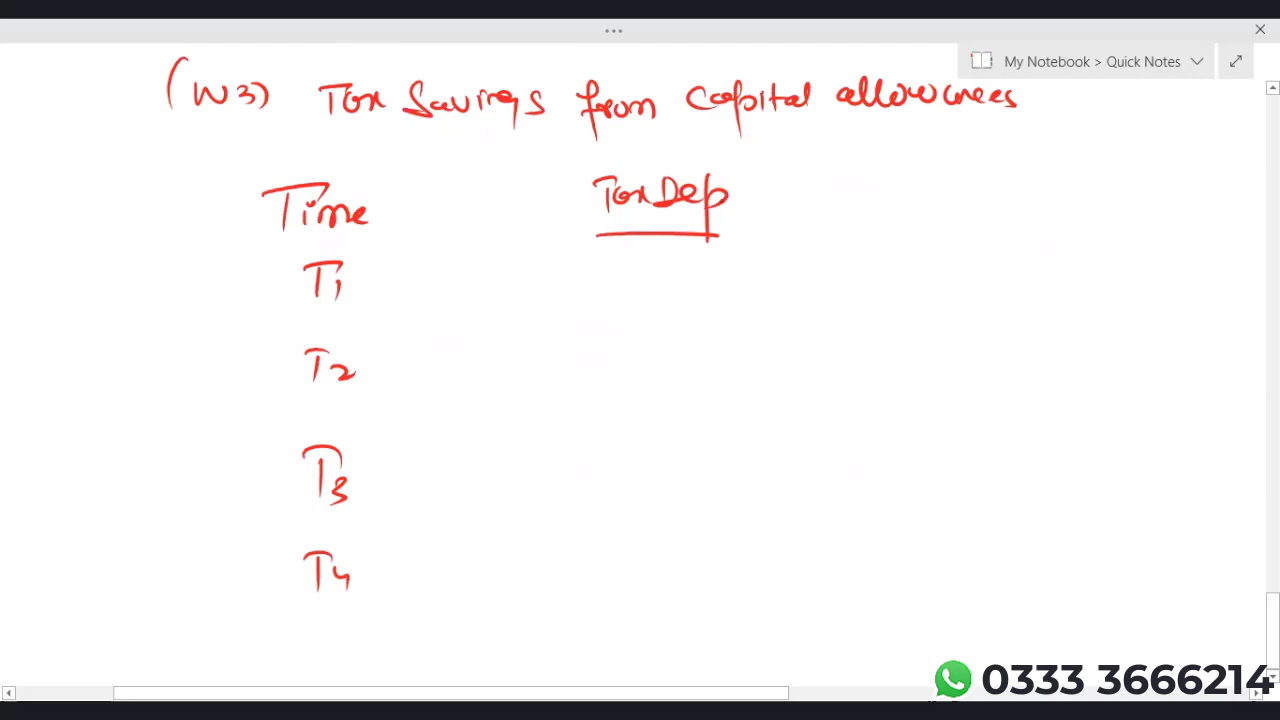 My Notebook > Quick Notes
(W3) Tax Savings from capital allowances
Time Tax Dep
T1
T2
T3
T4
0333 3666214